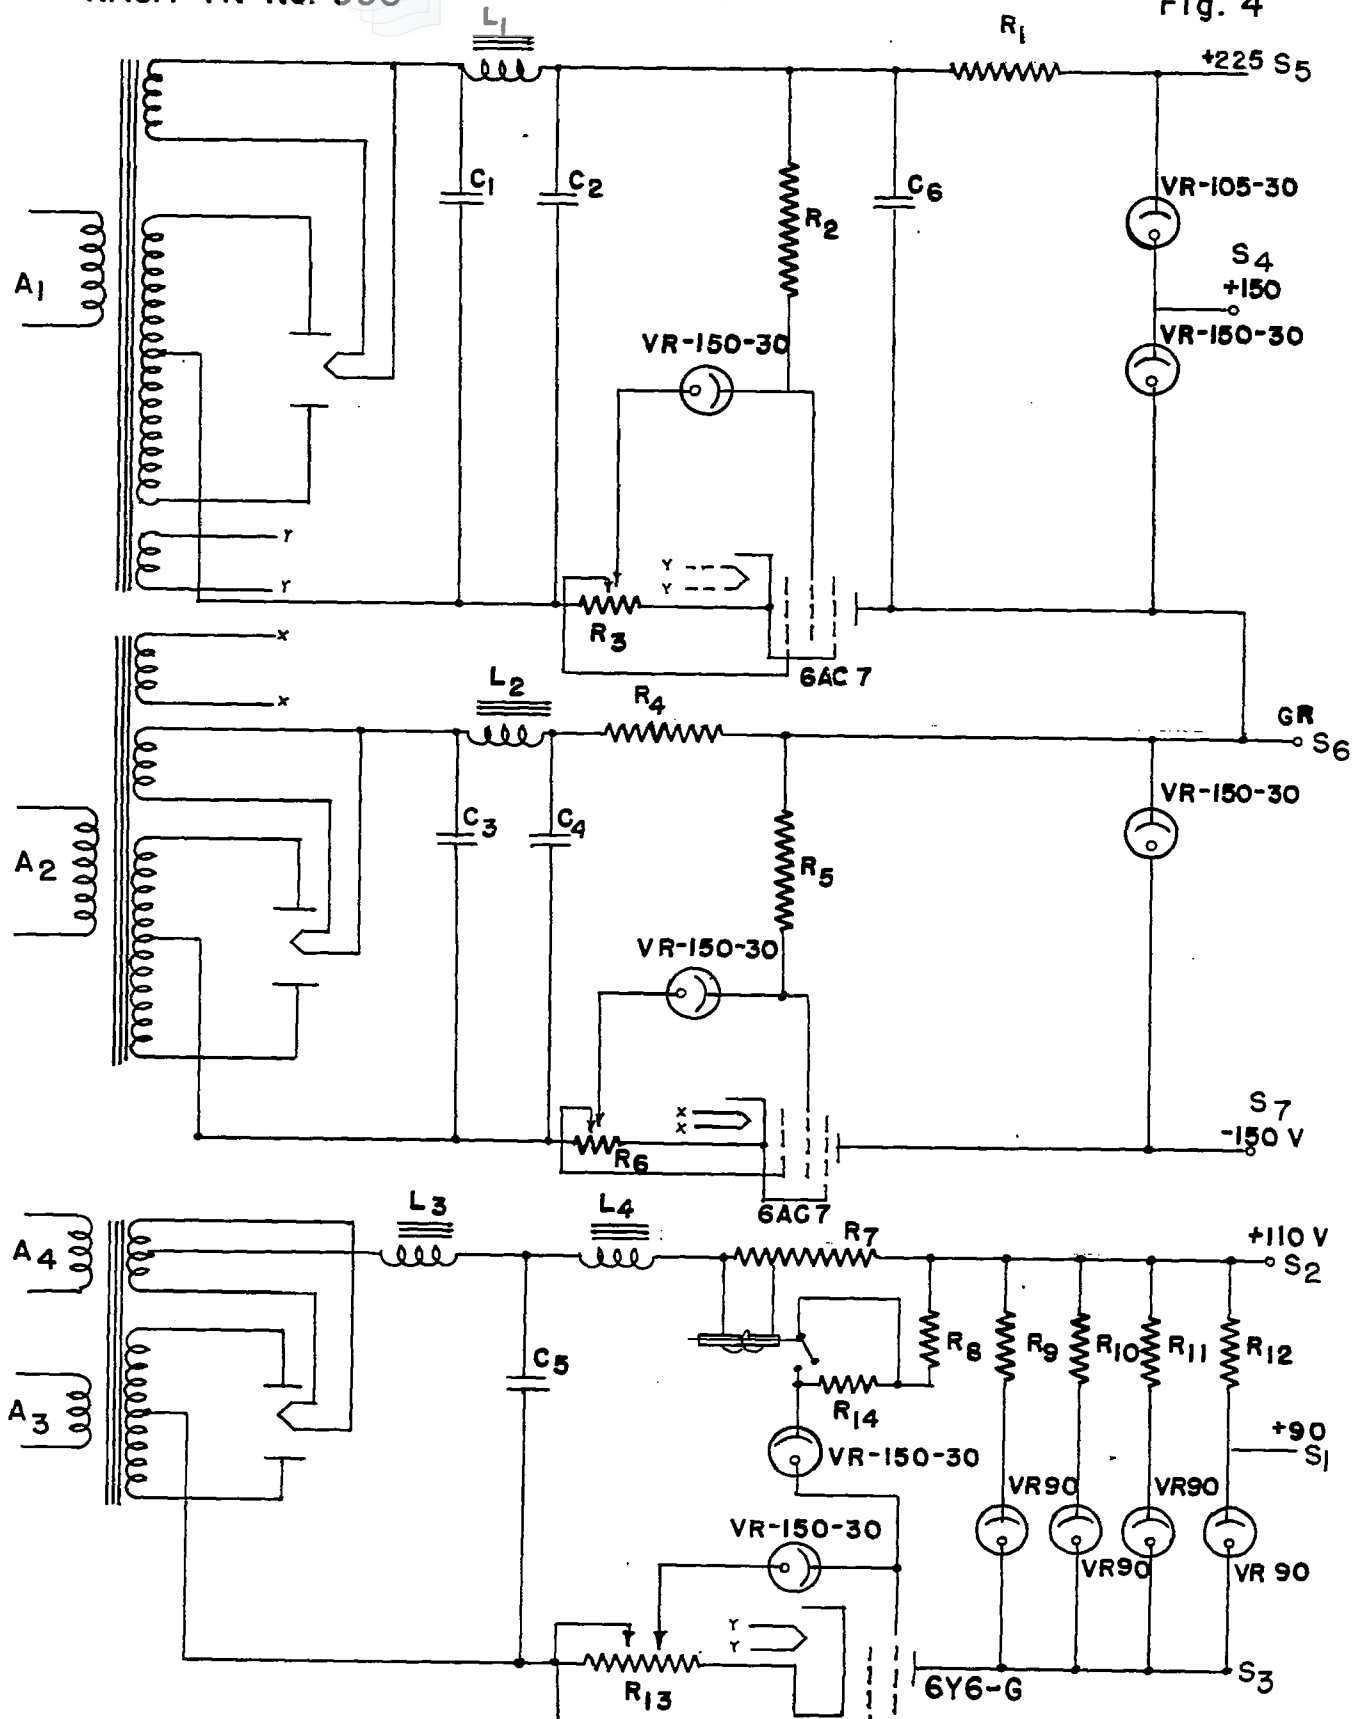 Fig. 4
L1
R1
+225 S5
C1
C2
R2
C6
VR-105-30
A1
S4
+150
VR-150-30
VR-150-30
Y
Y
Y
Y
R3
6AC7
X
X
L2
R4
GR
S6
VR-150-30
A2
C3
C4
R5
VR-150-30
X
X
R6
6AC7
S7
-150 V
A4
L3
L4
R7
+110 V
S2
C5
R8
R9
R10
R11
R12
R14
A3
+90
S1
VR-150-30
VR90
VR90
VR-150-30
VR90
VR 90
Y
Y
R13
6Y6-G
S3